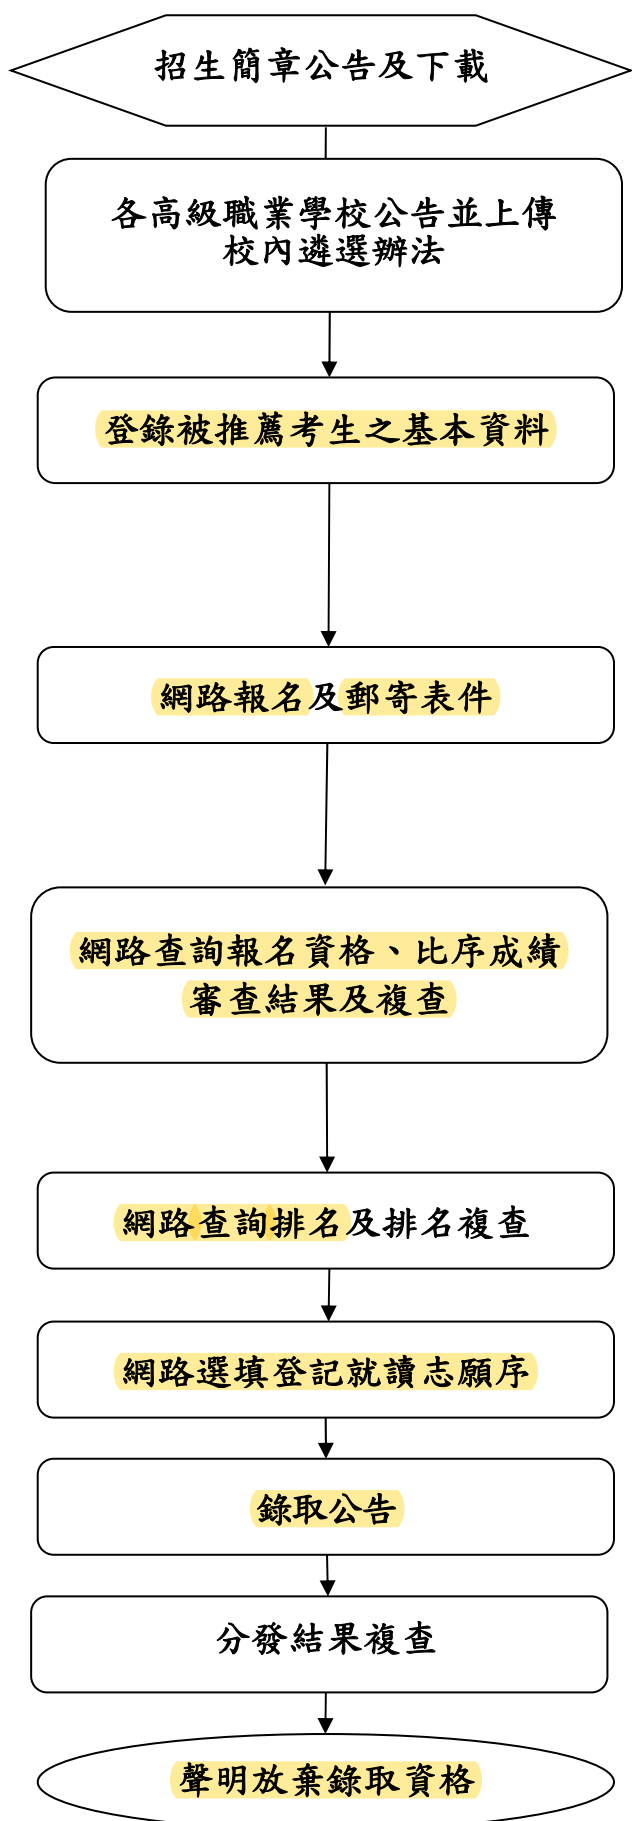 招生簡章公告及下載
各高級職業學校公告並上傳
校內遴選辦法
登錄被推薦考生之基本資料
網路報名及郵寄表件
網路查詢報名資格、比序成績
審查結果及複查
網路查詢排名及排名複查
網路選填登記就讀志願序
錄取公告
分發結果複查
聲明放棄錄取資格